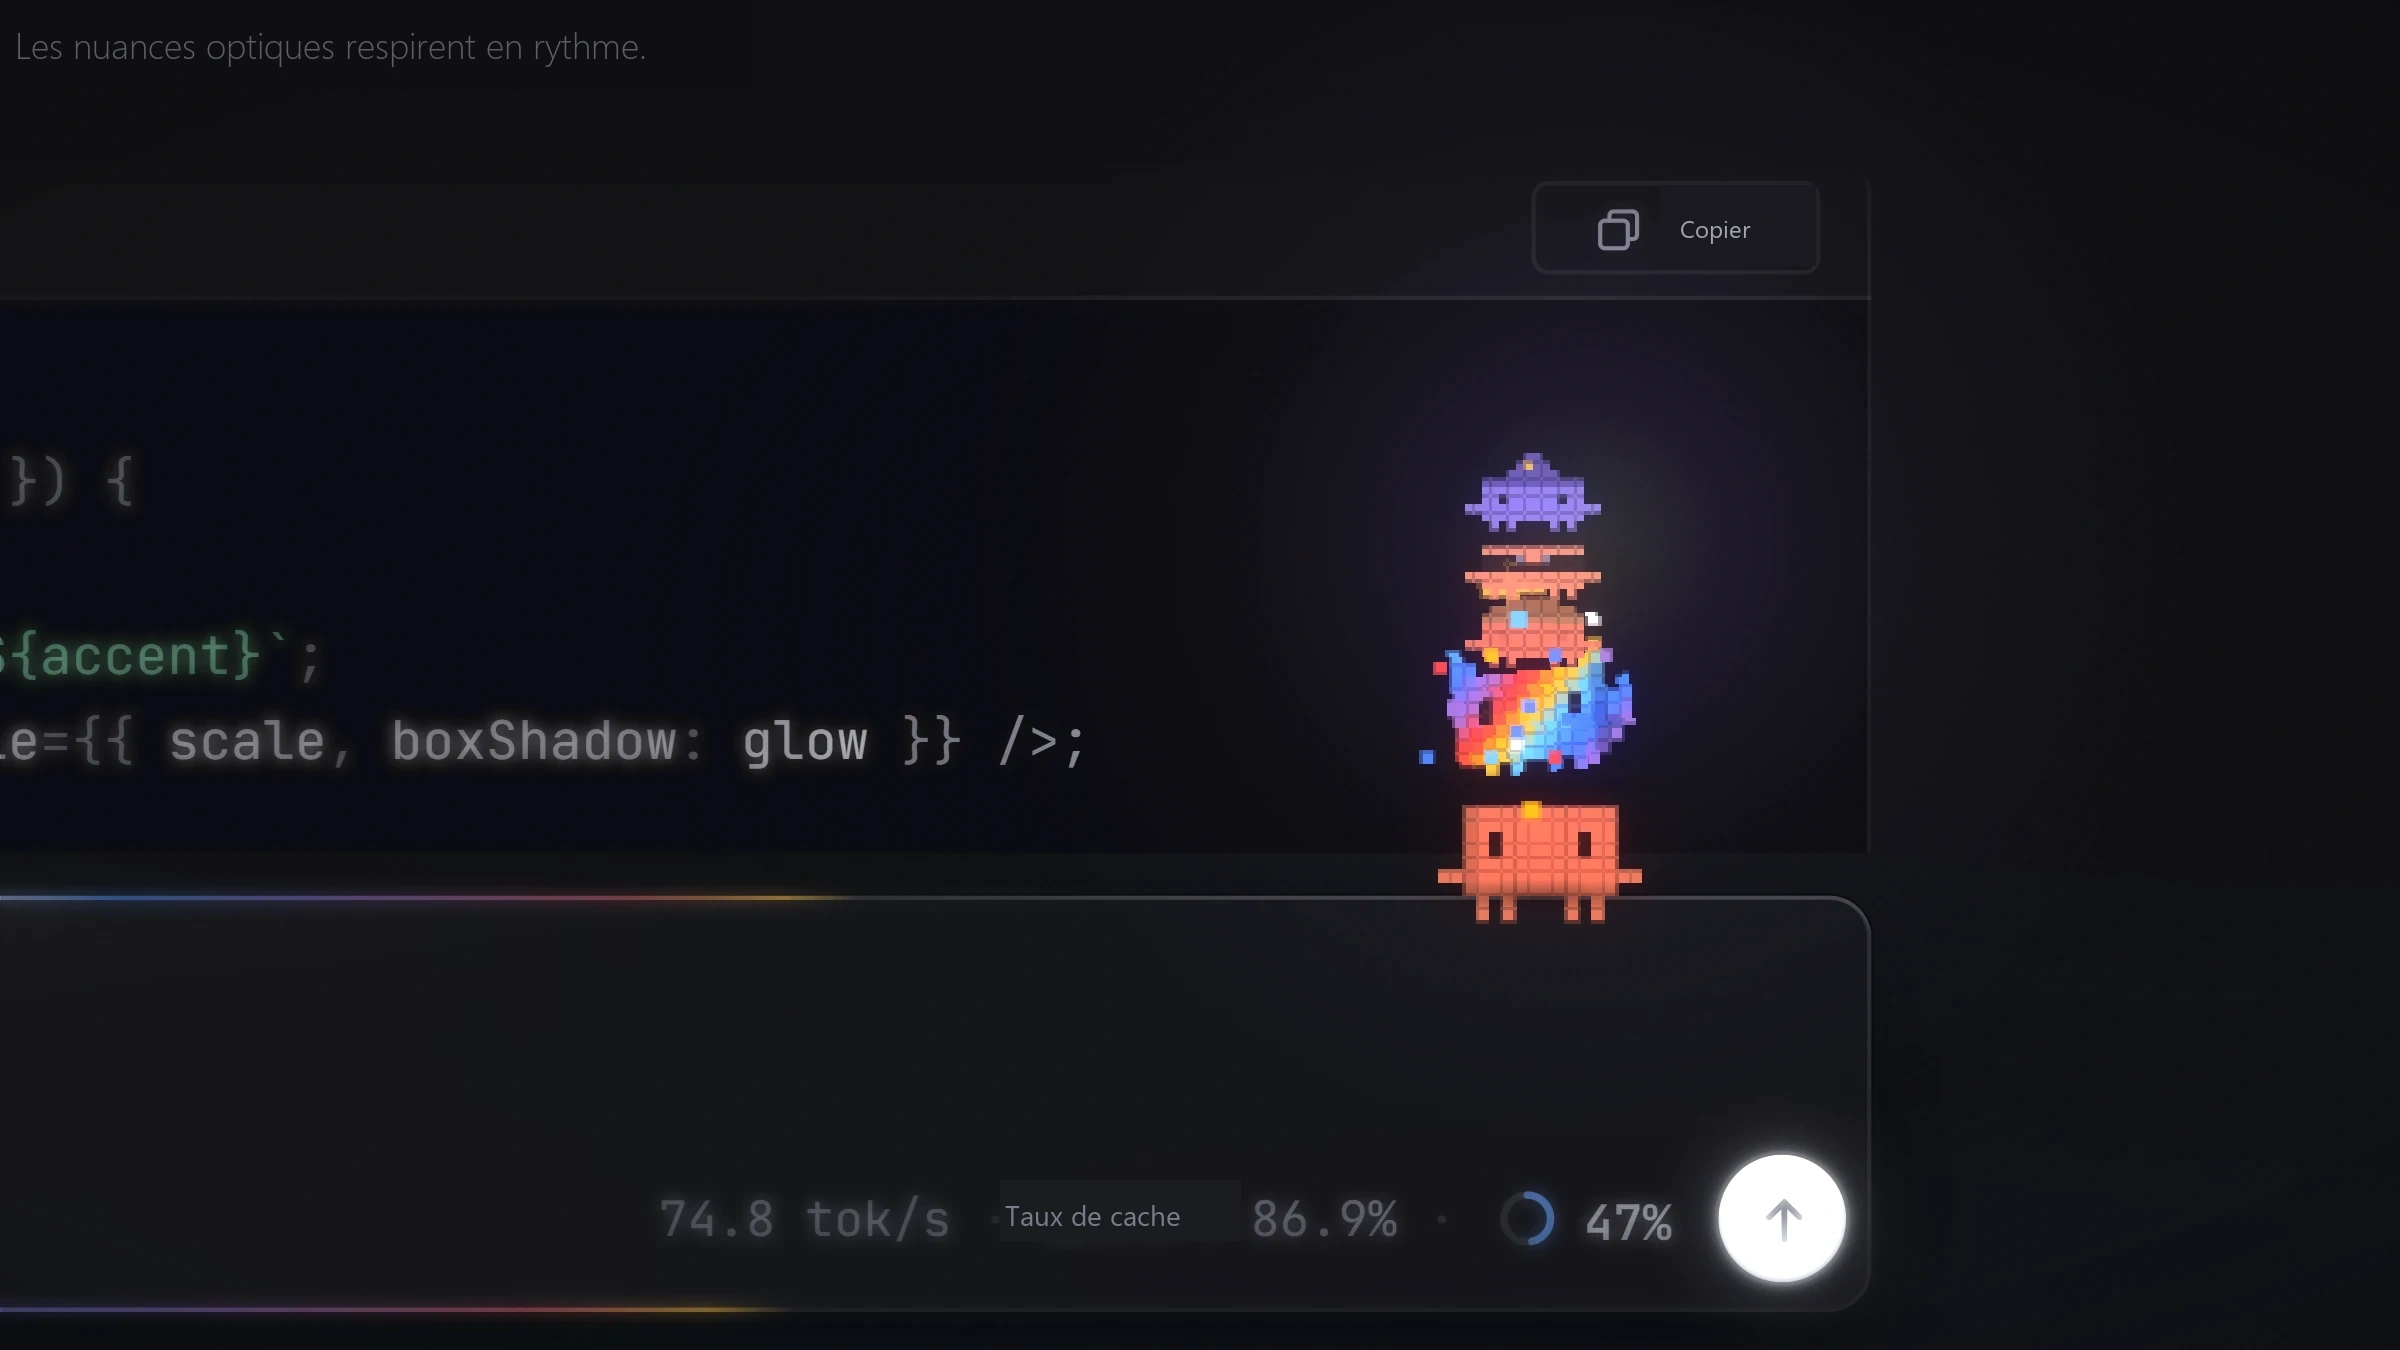 Les nuances optiques respirent en rythme.
Copier
}) {
${accent}`;
le={{ scale, boxShadow: glow }} />;
74.8 tok/s · Taux de cache 86.9% · 47%